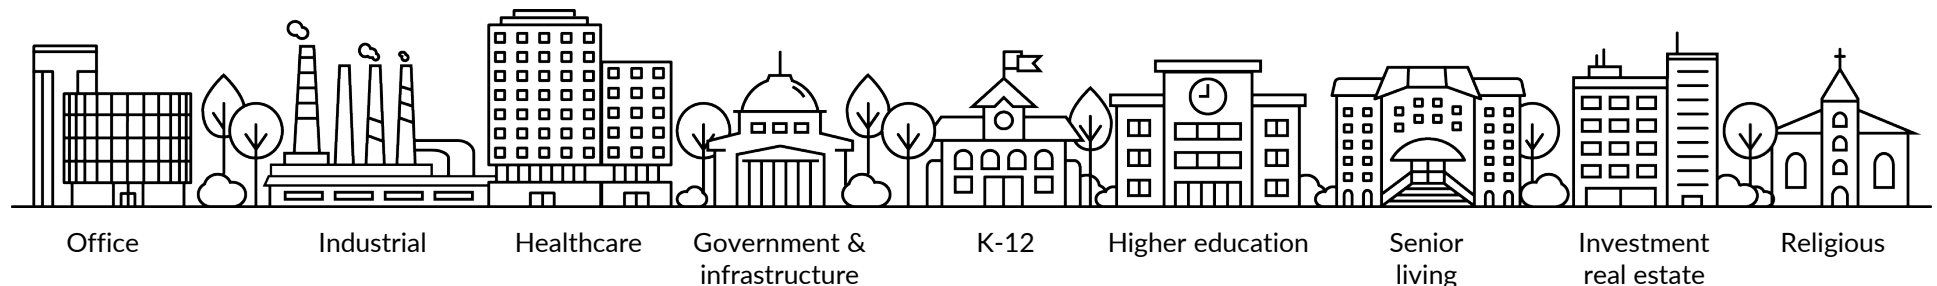 Office
Industrial
Healthcare
Government &
infrastructure
K-12
Higher education
Senior
living
Investment
real estate
Religious